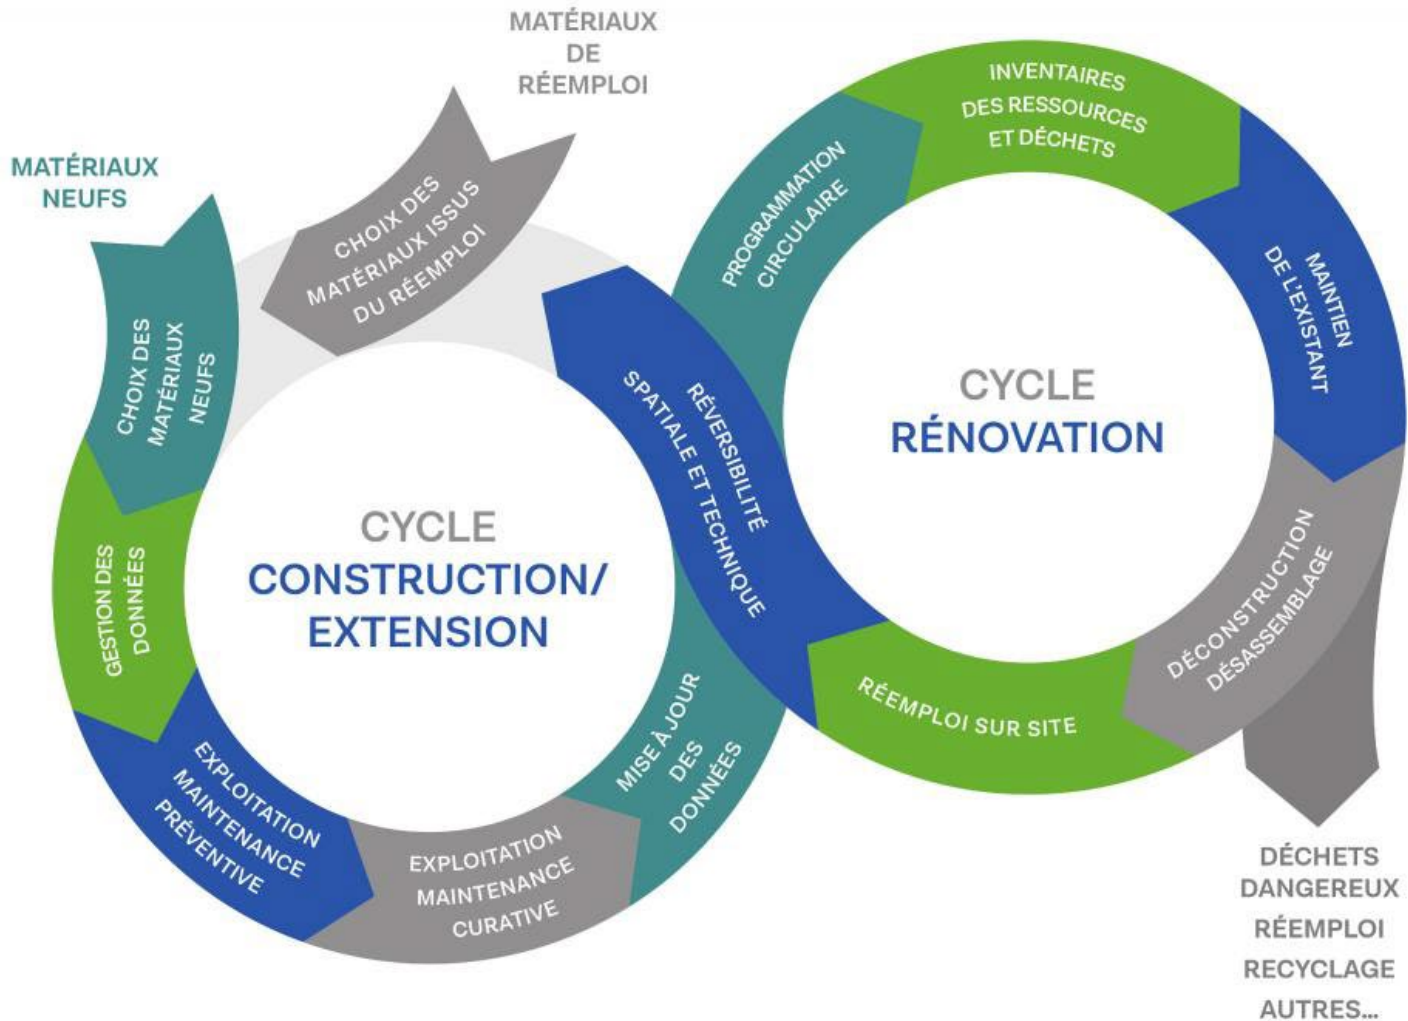 MATÉRIAUX
DE
RÉEMPLOI
MATÉRIAUX
NEUFS
CHOIX DES
MATÉRIAUX ISSUS
DU RÉEMPLOI
CHOIX DES
MATÉRIAUX
NEUFS
GESTION DES
DONNÉES
EXPLOITATION
MAINTENANCE
PRÉVENTIVE
EXPLOITATION
MAINTENANCE
CURATIVE
MISE À JOUR
DES
DONNÉES
CYCLE
CONSTRUCTION/
EXTENSION
PROGRAMMATION
CIRCULAIRE
INVENTAIRES
DES RESSOURCES
ET DÉCHETS
MAINTIEN
DE L'EXISTANT
DÉCONSTRUCTION
DÉSASSEMBLAGE
RÉEMPLOI SUR SITE
RÉVERSIBILITÉ
SPATIALE ET TECHNIQUE
CYCLE
RÉNOVATION
DÉCHETS
DANGEREUX
RÉEMPLOI
RECYCLAGE
AUTRES...